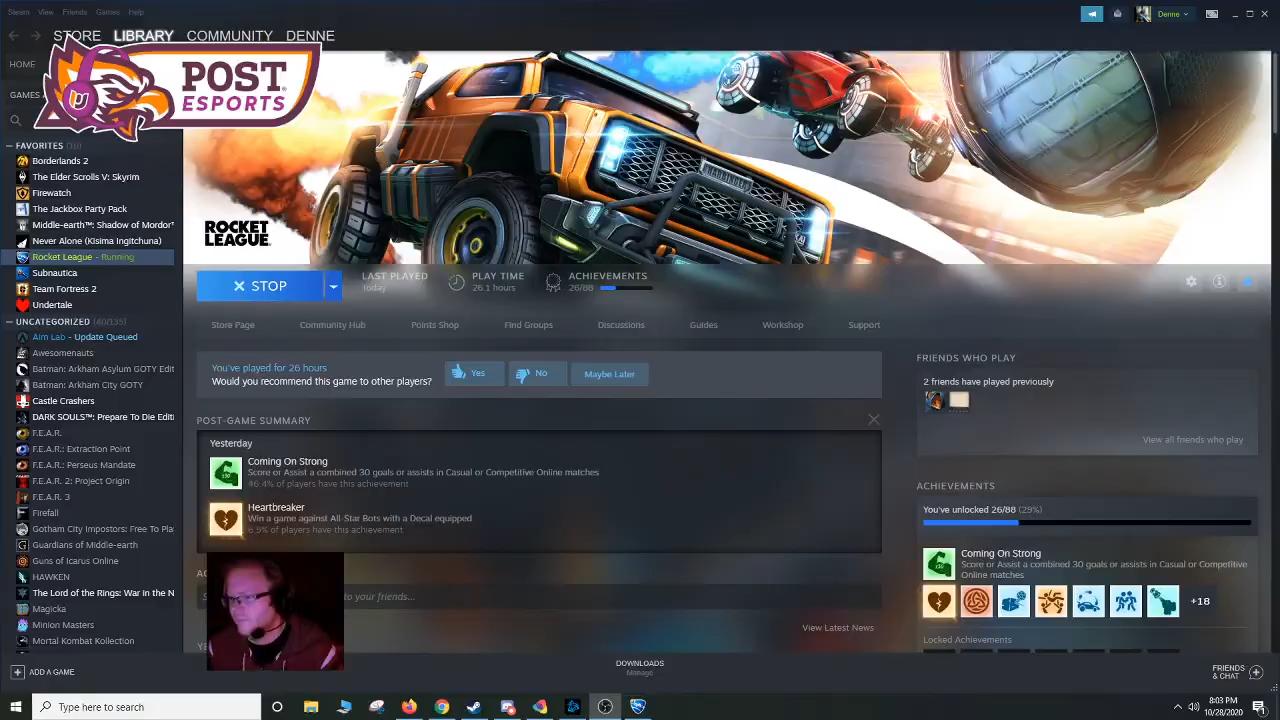 Steam View Friends Games Help
Denne
STORE LIBRARY COMMUNITY DENNE
HOME
GAMES
POST
ESPORTS
FAVORITES (10)
Borderlands 2
The Elder Scrolls V: Skyrim
Firewatch
The Jackbox Party Pack
Middle-earth™: Shadow of Mordor™
Never Alone (Kisima Ingitchuna)
Rocket League - Running
Subnautica
Team Fortress 2
Undertale
UNCATEGORIZED (40/135)
Aim Lab - Update Queued
Awesomenauts
Batman: Arkham Asylum GOTY Edit
Batman: Arkham City GOTY
Castle Crashers
DARK SOULS™: Prepare To Die Editi
F.E.A.R.
F.E.A.R.: Extraction Point
F.E.A.R.: Perseus Mandate
F.E.A.R. 2: Project Origin
F.E.A.R. 3
Firefall
Gotham City Impostors: Free To Pla
Guardians of Middle-earth
Guns of Icarus Online
HAWKEN
The Lord of the Rings: War in the N
Magicka
Minion Masters
Mortal Kombat Kollection
ADD A GAME
ROCKET
LEAGUE
STOP
LAST PLAYED
Today
PLAY TIME
26.1 hours
ACHIEVEMENTS
26/88
Store Page Community Hub Points Shop Find Groups Discussions Guides Workshop Support
You've played for 26 hours
Would you recommend this game to other players?
Yes No Maybe Later
POST-GAME SUMMARY
Yesterday
Coming On Strong
Score or Assist a combined 30 goals or assists in Casual or Competitive Online matches
46.4% of players have this achievement
Heartbreaker
Win a game against All-Star Bots with a Decal equipped
6.9% of players have this achievement
to your friends...
View Latest News
FRIENDS WHO PLAY
2 friends have played previously
View all friends who play
ACHIEVEMENTS
You've unlocked 26/88 (29%)
Coming On Strong
Score or Assist a combined 30 goals or assists in Casual or Competitive
Online matches
+18
Locked Achievements
DOWNLOADS
Manage
FRIENDS
& CHAT
Type here to search
8:03 PM
10/28/2020